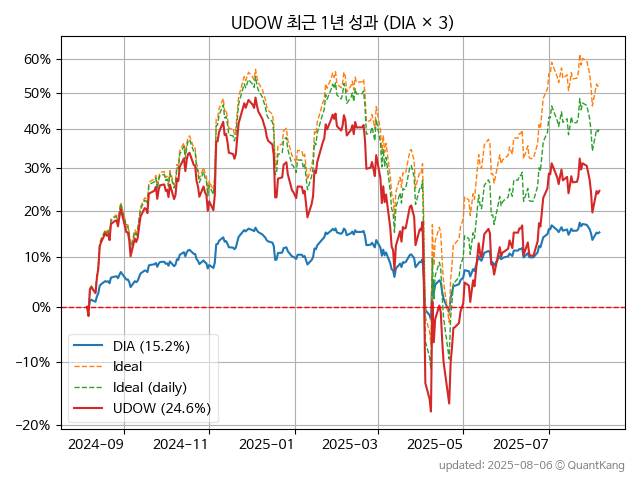 UDOW 최근 1년 성과 (DIA × 3)
60%
50%
40%
30%
20%
10%
0%
−10%
−20%
DIA (15.2%)
Ideal
Ideal (daily)
UDOW (24.6%)
2024-09
2024-11
2025-01
2025-03
2025-05
2025-07
updated: 2025-08-06 © QuantKang